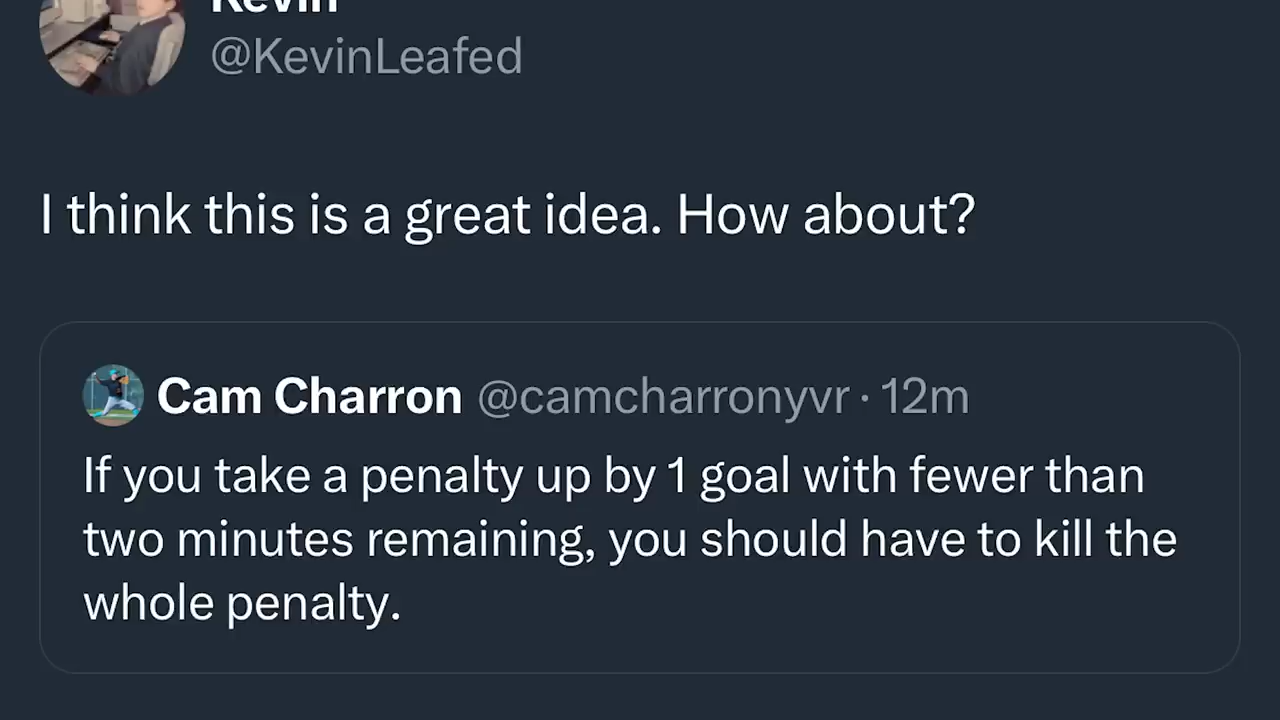 Kevin
@KevinLeafed
I think this is a great idea. How about?
Cam Charron @camcharronyvr · 12m
If you take a penalty up by 1 goal with fewer than
two minutes remaining, you should have to kill the
whole penalty.